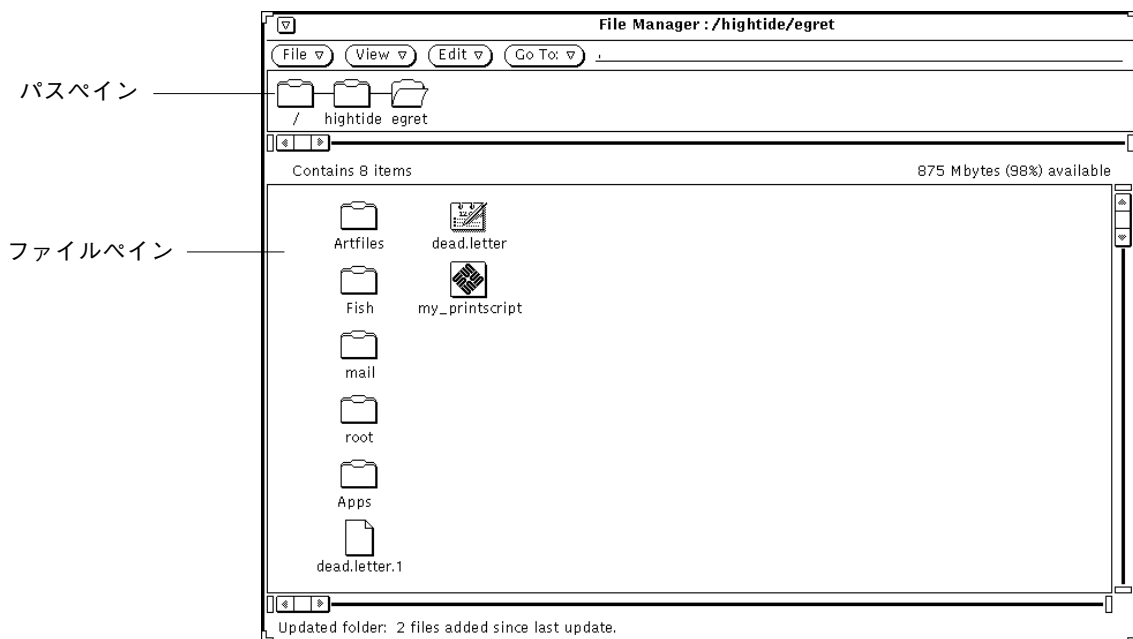 File Manager : /hightide/egret
File View Edit Go To:
パスペイン
/ hightide egret
Contains 8 items 875 Mbytes (98%) available
ファイルペイン
Artfiles dead.letter
Fish my_printscript
mail
root
Apps
dead.letter.1
Updated folder: 2 files added since last update.